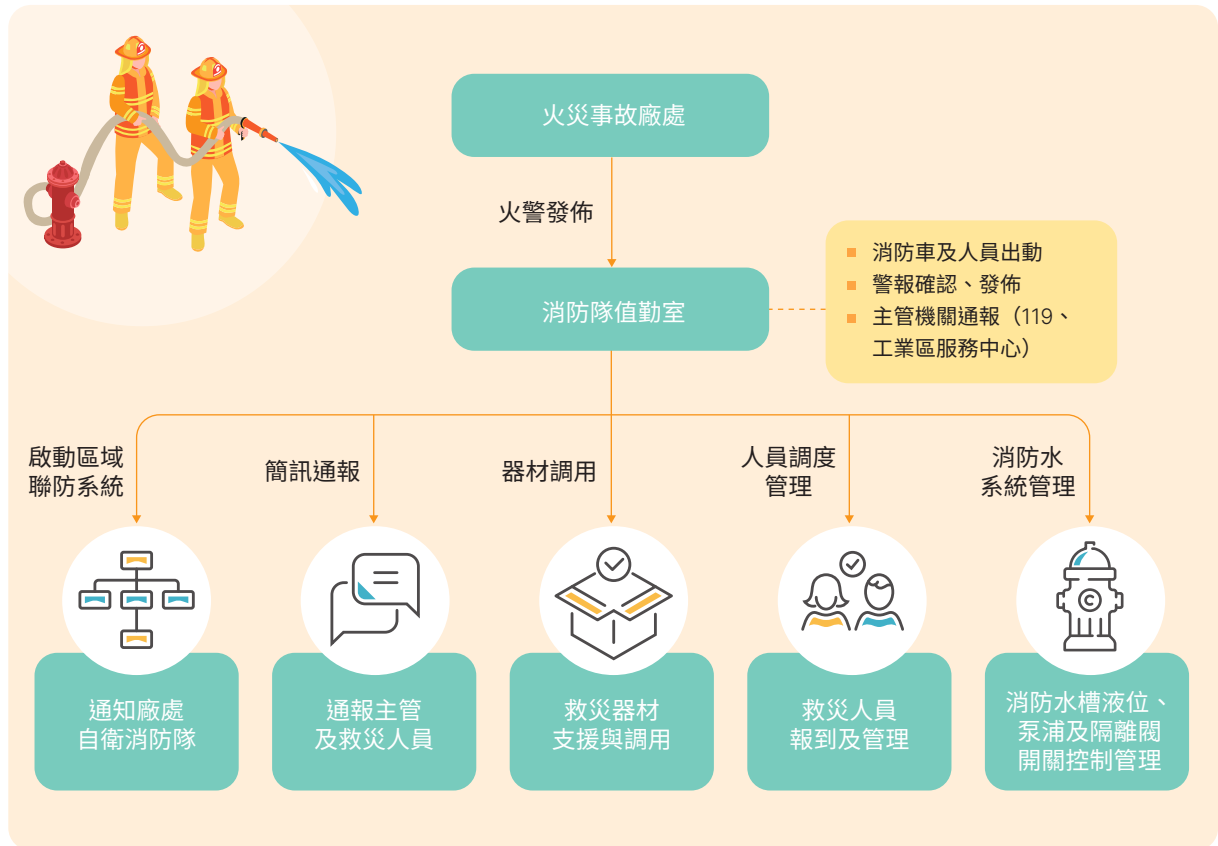 火災事故廠處
火警發佈
消防隊值勤室
消防車及人員出動
警報確認、發佈
主管機關通報（119、
工業區服務中心）
啟動區域
聯防系統
簡訊通報
器材調用
人員調度
管理
消防水
系統管理
通知廠處
自衛消防隊
通報主管
及救災人員
救災器材
支援與調用
救災人員
報到及管理
消防水槽液位、
泵浦及隔離閥
開關控制管理